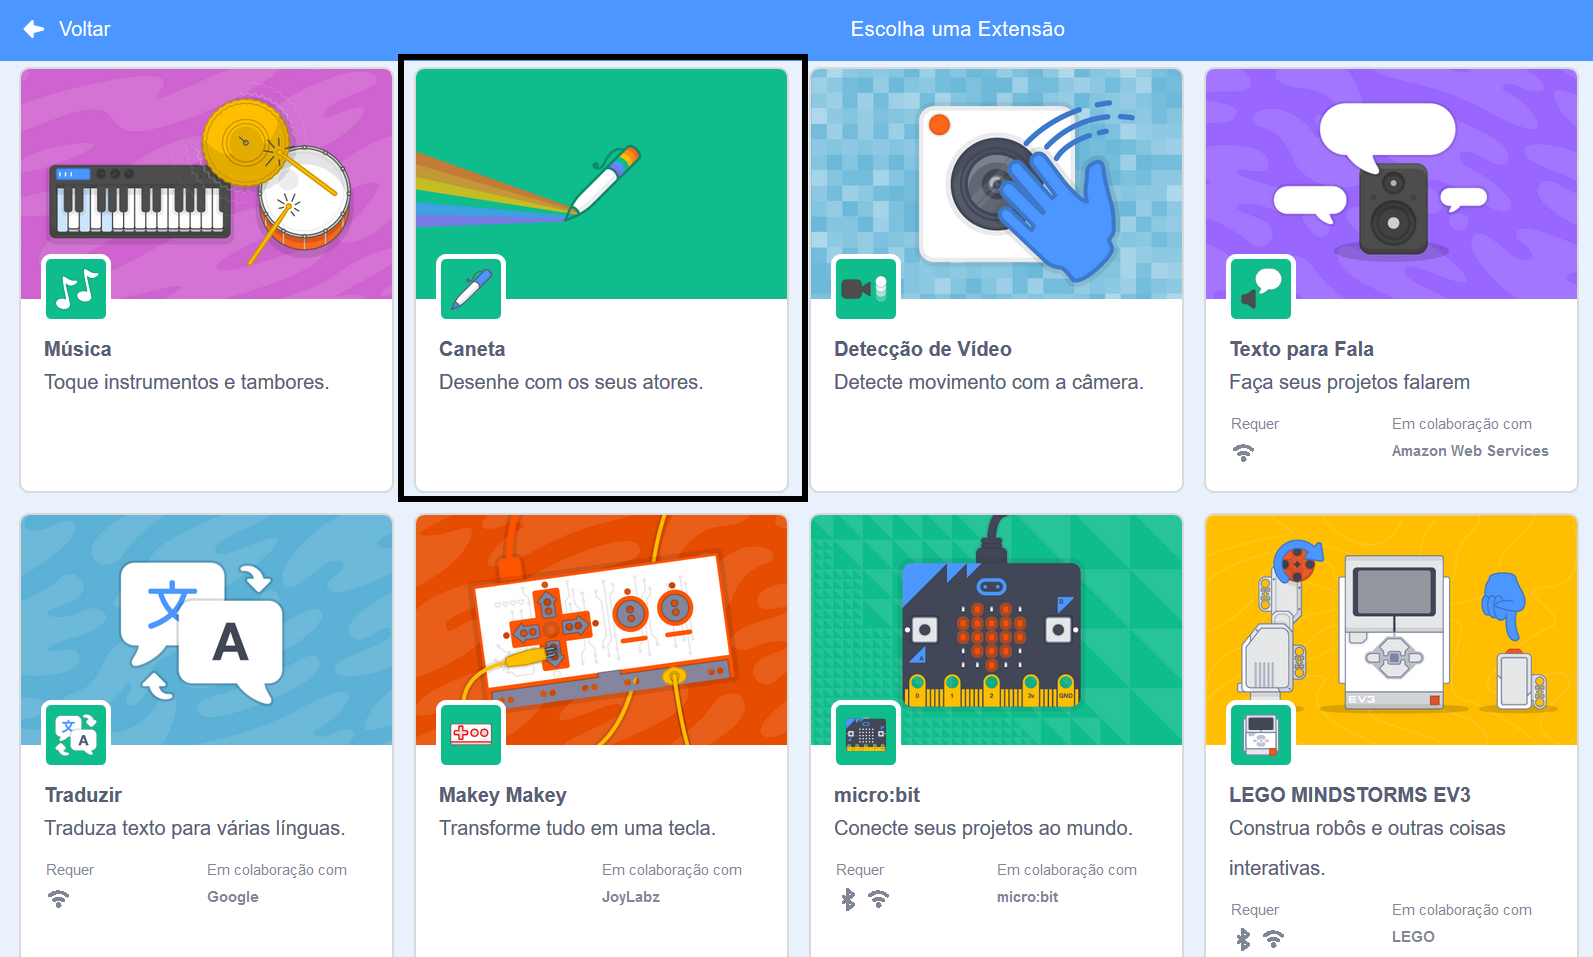 Voltar
Escolha uma Extensão
Música
Toque instrumentos e tambores.
Caneta
Desenhe com os seus atores.
Detecção de Vídeo
Detecte movimento com a câmera.
Texto para Fala
Faça seus projetos falarem
Requer
Em colaboração com
Amazon Web Services
文
A
文
A
Traduzir
Traduza texto para várias línguas.
Requer
Em colaboração com
Google
Makey Makey
Transforme tudo em uma tecla.
Em colaboração com
JoyLabz
B
A
0 1 2 3v GND
micro:bit
Conecte seus projetos ao mundo.
Requer
Em colaboração com
micro:bit
EV3
LEGO MINDSTORMS EV3
Construa robôs e outras coisas
interativas.
Requer
Em colaboração com
LEGO